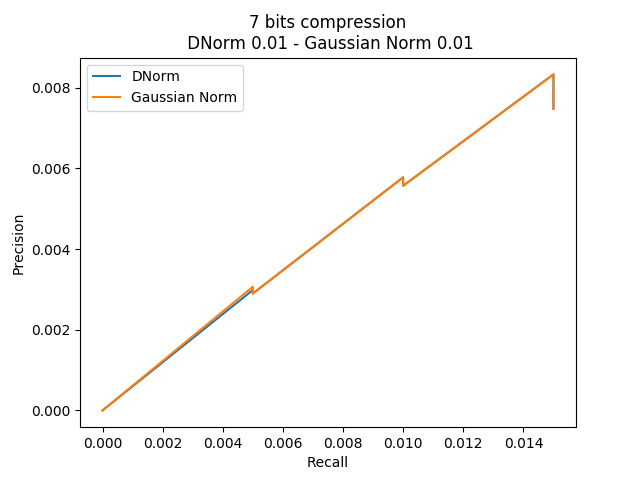 7 bits compression
DNorm 0.01 - Gaussian Norm 0.01
DNorm
Gaussian Norm
0.008
0.006
0.004
0.002
0.000
Precision
0.000 0.002 0.004 0.006 0.008 0.010 0.012 0.014
Recall